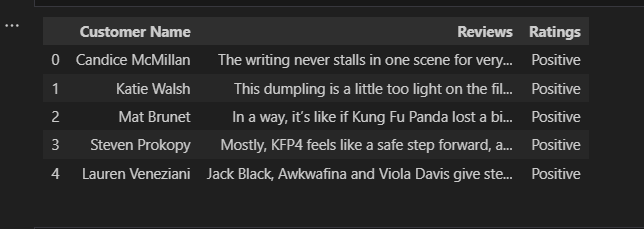 ...
Customer Name Reviews Ratings
0 Candice McMillan The writing never stalls in one scene for very... Positive
1 Katie Walsh This dumpling is a little too light on the fil... Positive
2 Mat Brunet In a way, it's like if Kung Fu Panda lost a bi... Positive
3 Steven Prokopy Mostly, KFP4 feels like a safe step forward, a... Positive
4 Lauren Veneziani Jack Black, Awkwafina and Viola Davis give ste... Positive